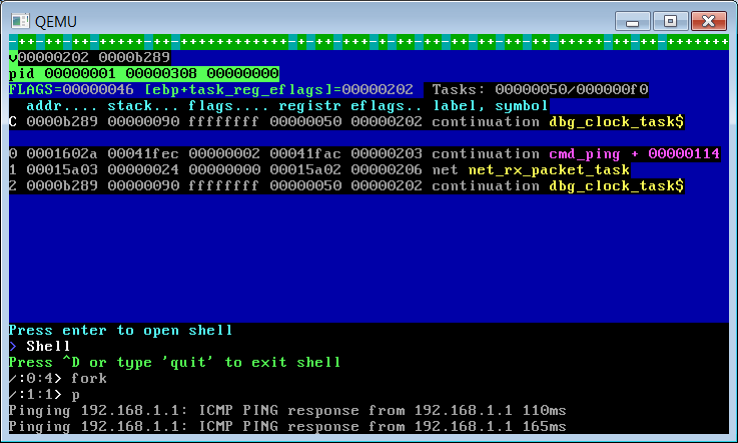 QEMU
v00000202 0000b289
pid 00000001 00000308 00000000
FLAGS=00000046 [ebp+task_reg_eflags]=00000202 Tasks: 00000050/000000f0
addr.... stack... flags.... registr eflags.. label, symbol
C 0000b289 00000090 ffffffff 00000050 00000202 continuation dbg_clock_task$
0 0001602a 00041fec 00000002 00041fac 00000203 continuation cmd_ping + 00000114
1 00015a03 00000024 00000000 00015a02 00000206 net net_rx_packet_task
2 0000b289 00000090 ffffffff 00000050 00000202 continuation dbg_clock_task$
Press enter to open shell
> Shell
Press ^D or type 'quit' to exit shell
/:0:4> fork
/:1:1> p
Pinging 192.168.1.1: ICMP PING response from 192.168.1.1 110ms
Pinging 192.168.1.1: ICMP PING response from 192.168.1.1 165ms